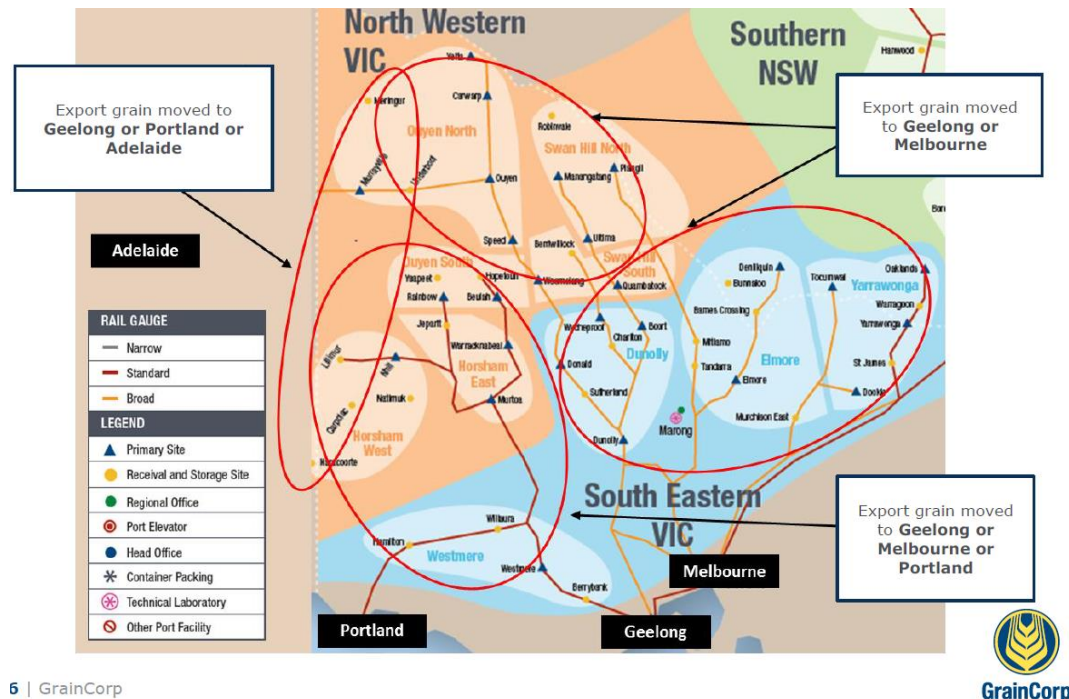 North Western
VIC
Southern
NSW
Export grain moved to
Geelong or Portland or
Adelaide
Export grain moved
to Geelong or
Melbourne
Hanwood
Yatta
Meringur
Carwarp
Ouyen North
Robinvale
Swan Hill North
Piangil
Manangatang
Murrayville
Underbool
Ouyen
Speed
Ultima
Adelaide
Ouyen South
Yaapeet
Hopetoun
Woomelang
Swan Hill
South
Quambatook
Rainbow
Beulah
Deniliquin
Bunnaloo
Tocumwal
Oaklands
Yarrawonga
Warragoon
Barnes Crossing
Yarrawonga
RAIL GAUGE
Narrow
Standard
Broad
Jeparit
Warracknabeal
Wycheproof
Boort
Charlton
Dunolly
Mitiamo
Tandarra
Elmore
Elmore
St James
Dookie
Lillimur
Nhill
Horsham
East
Donald
Sutherland
Murtoa
Natimuk
Horsham
West
Naracoorte
Dunolly
Marong
Murchison East
LEGEND
Primary Site
Receival and Storage Site
Regional Office
Port Elevator
Head Office
Container Packing
Technical Laboratory
Other Port Facility
South Eastern
VIC
Export grain moved
to Geelong or
Melbourne or
Portland
Willaura
Hamilton
Westmere
Westmere
Berrybank
Melbourne
Portland
Geelong
6 | GrainCorp
GrainCorp